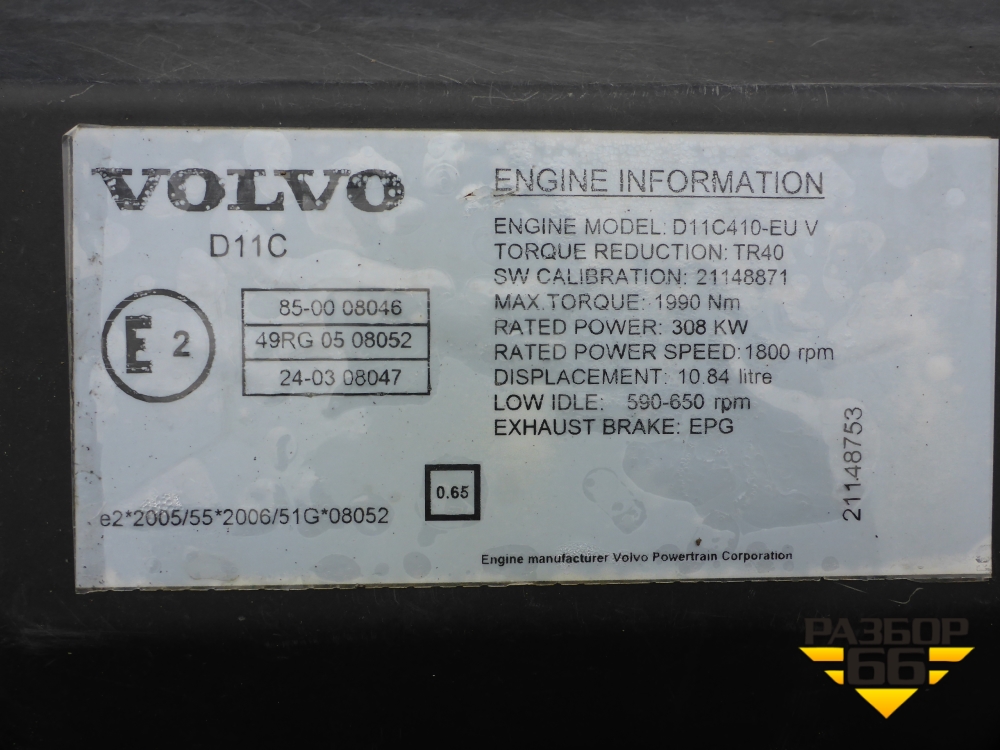 VOLVO
D11C
E 2
85-00 08046
49RG 05 08052
24-03 08047
e2*2005/55*2006/51G*08052
0.65
ENGINE INFORMATION
ENGINE MODEL: D11C410-EU V
TORQUE REDUCTION: TR40
SW CALIBRATION: 21148871
MAX.TORQUE: 1990 Nm
RATED POWER: 308 KW
RATED POWER SPEED: 1800 rpm
DISPLACEMENT: 10.84 litre
LOW IDLE: 590-650 rpm
EXHAUST BRAKE: EPG
21148753
Engine manufacturer Volvo Powertrain Corporation
РАЗБОР
66